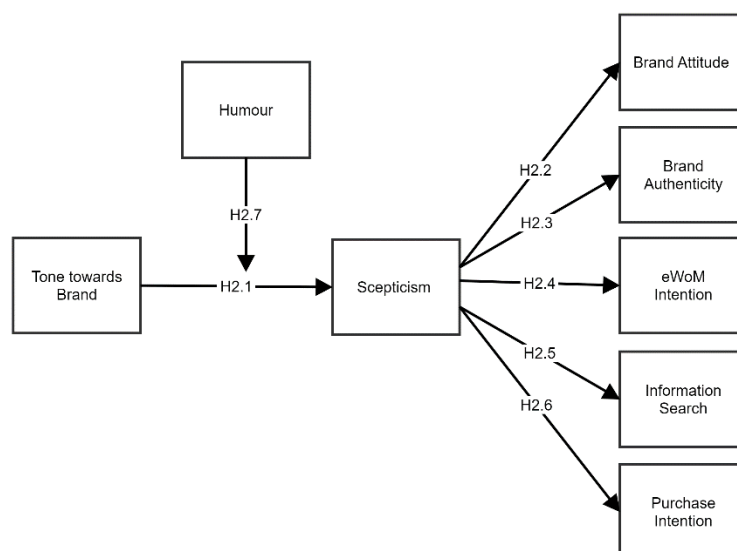 Brand Attitude
Humour
H2.2
Brand
Authenticity
H2.7
H2.3
Tone towards
Brand
H2.1
Scepticism
H2.4
eWoM
Intention
H2.5
Information
Search
H2.6
Purchase
Intention